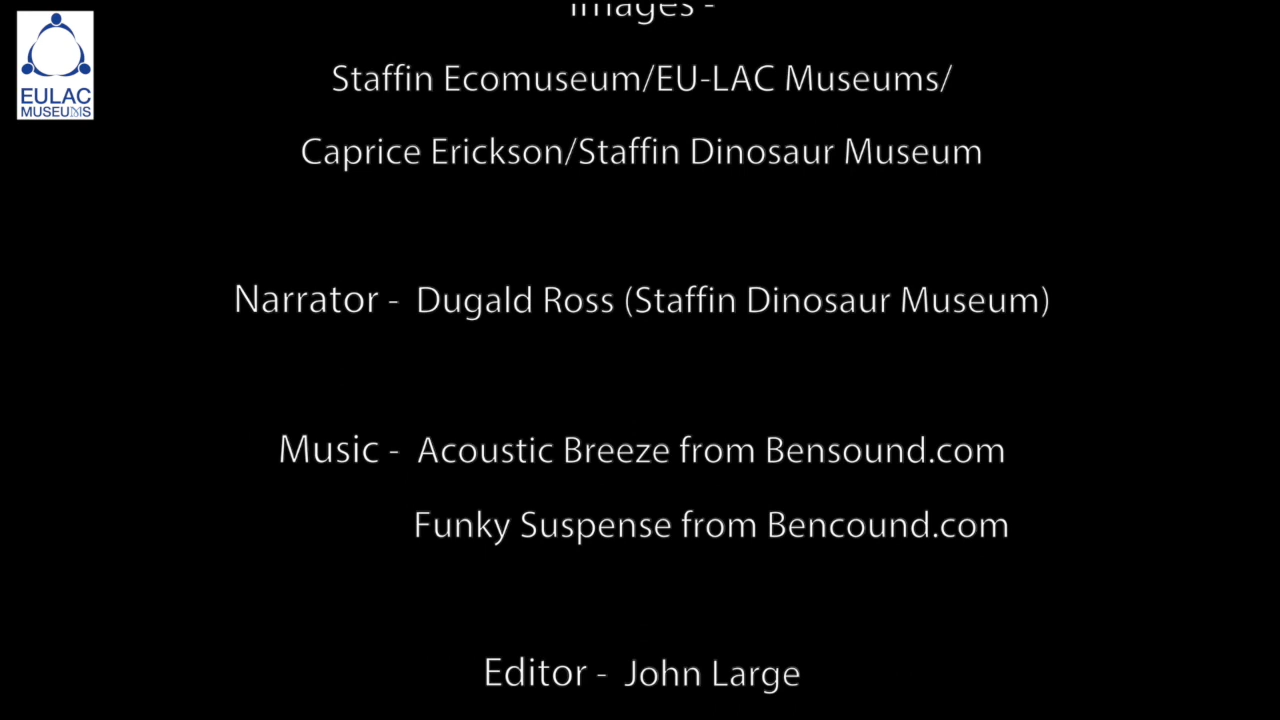 EULAC
MUSEUMS
Images -
Staffin Ecomuseum/EU-LAC Museums/
Caprice Erickson/Staffin Dinosaur Museum
Narrator - Dugald Ross (Staffin Dinosaur Museum)
Music - Acoustic Breeze from Bensound.com
Funky Suspense from Bencound.com
Editor - John Large